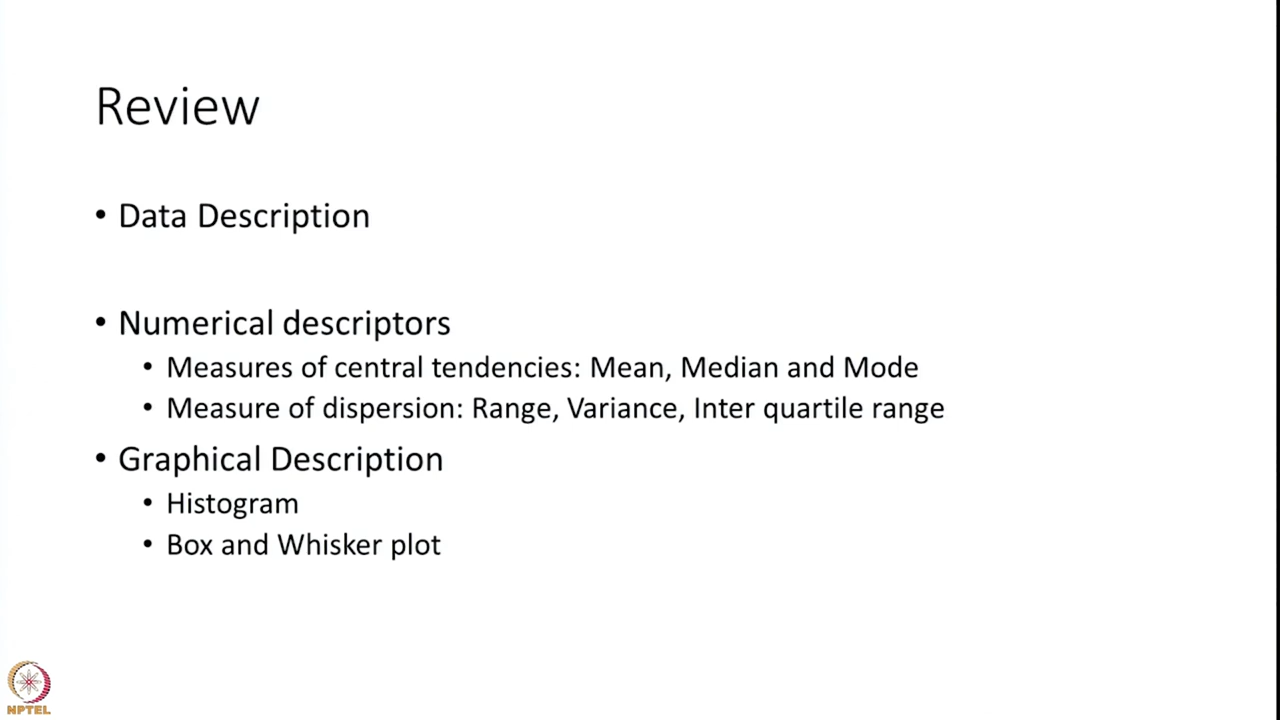 Review
• Data Description
• Numerical descriptors
• Measures of central tendencies: Mean, Median and Mode
• Measure of dispersion: Range, Variance, Inter quartile range
• Graphical Description
• Histogram
• Box and Whisker plot
NPTEL